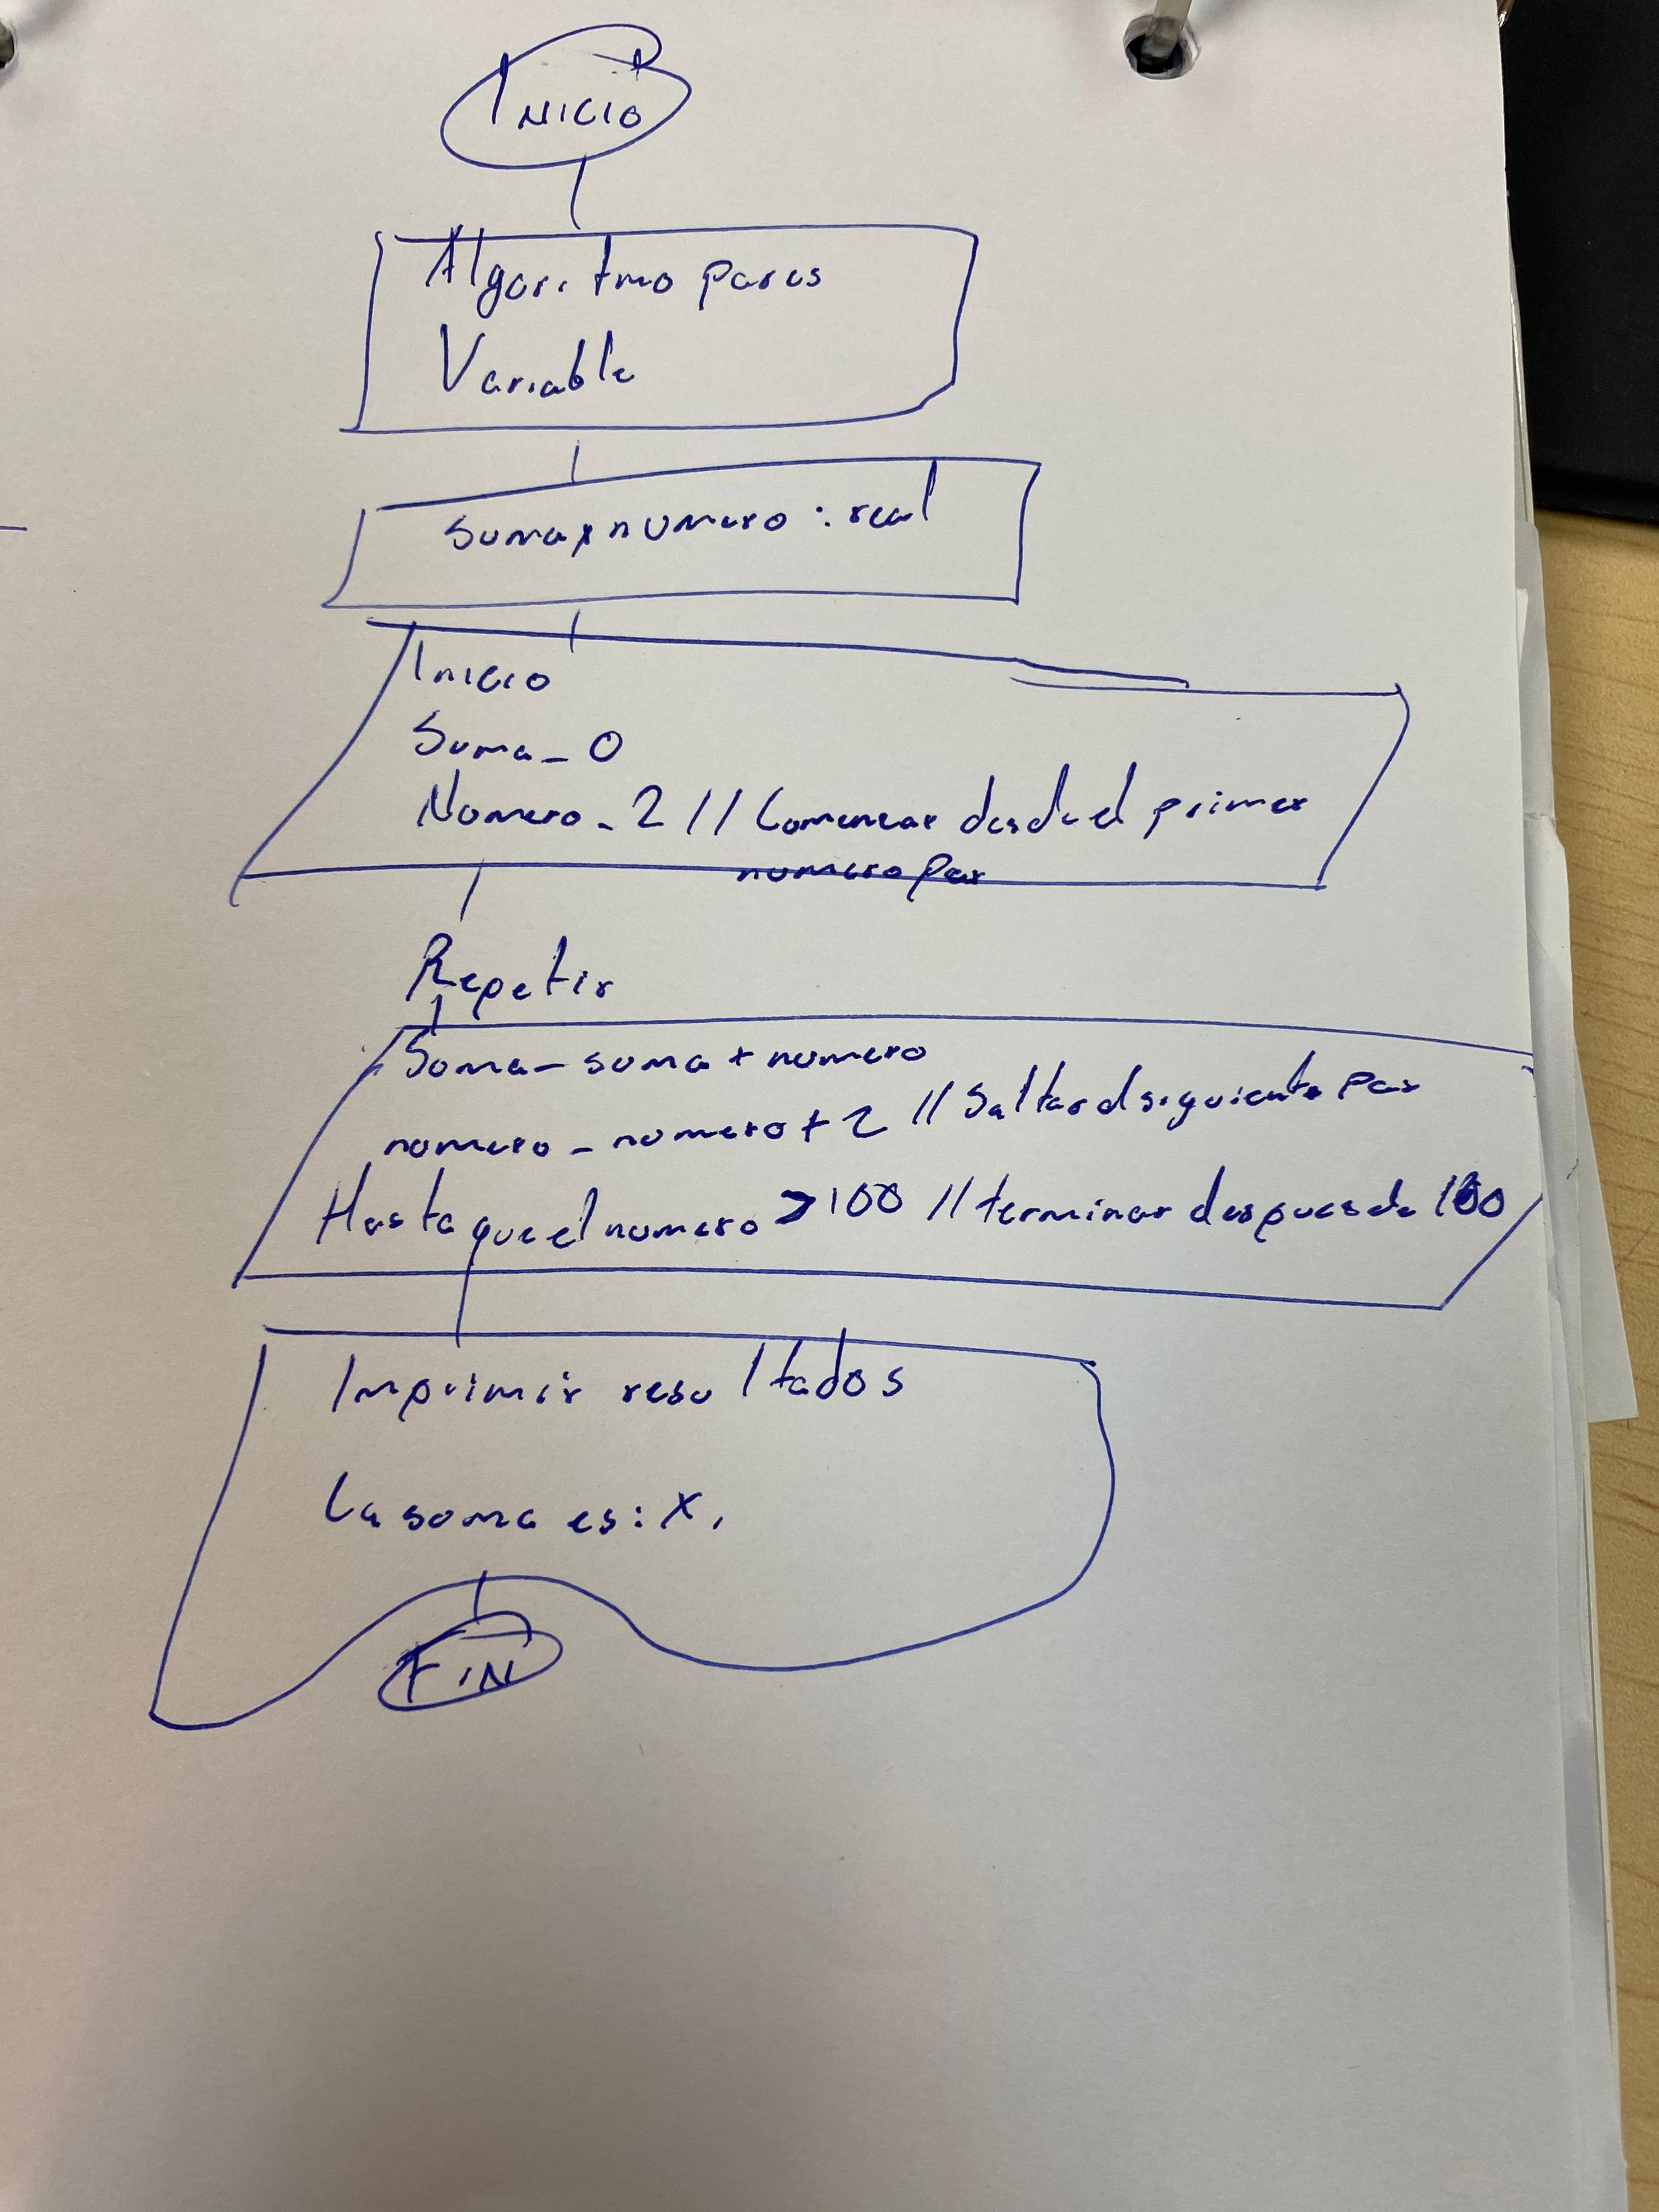 Inicio
Algoritmo pares
Variable
Suma, numero : real
Inicio
Suma_0
Numero_2 // Comenzar desde el primer
numero par
Repetir
Suma_suma + numero
numero_numero + 2 // Saltar al siguiente par
Hasta que el numero > 100 // terminar despues de 100
Imprimir resultados
La suma es: x,
FIN